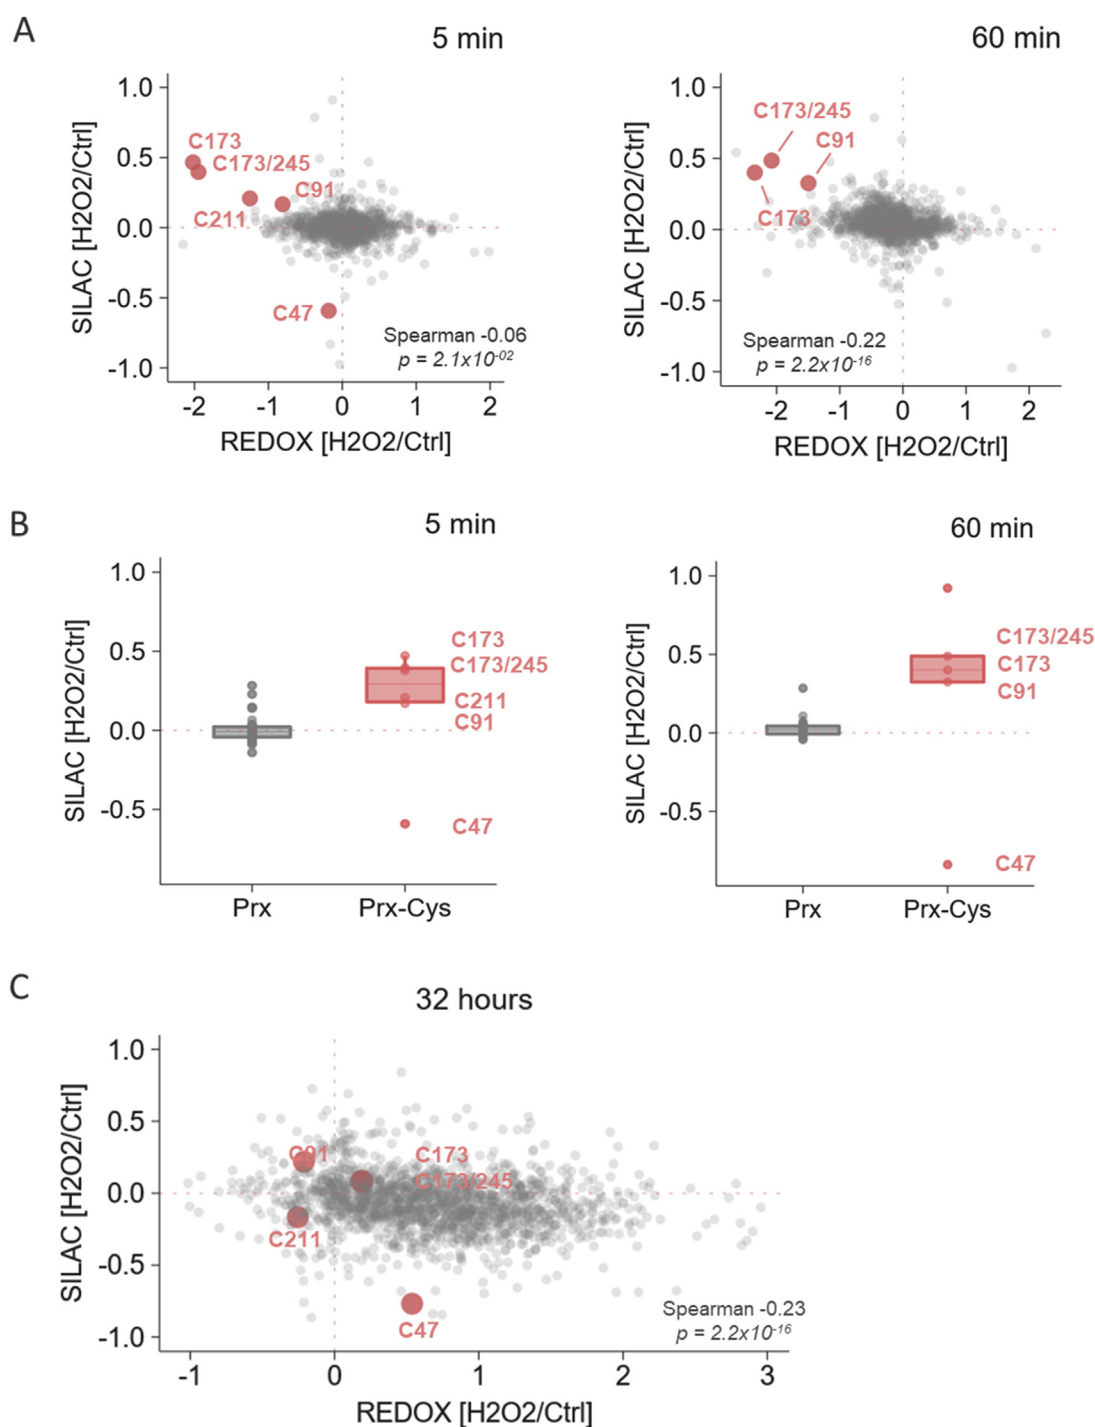 A
5 min
60 min
SILAC [H2O2/Ctrl]
1.0
0.5
0.0
-0.5
-1.0
C173
C173/245
C211
C91
C47
Spearman -0.06
p = 2.1x10-02
-2
-1
0
1
2
REDOX [H2O2/Ctrl]
SILAC [H2O2/Ctrl]
1.0
0.5
0.0
-0.5
-1.0
C173/245
C91
C173
Spearman -0.22
p = 2.2x10-16
-2
-1
0
1
2
REDOX [H2O2/Ctrl]
B
5 min
60 min
SILAC [H2O2/Ctrl]
1.0
0.5
0.0
-0.5
C173
C173/245
C211
C91
C47
Prx
Prx-Cys
SILAC [H2O2/Ctrl]
1.0
0.5
0.0
-0.5
C173/245
C173
C91
C47
Prx
Prx-Cys
C
32 hours
SILAC [H2O2/Ctrl]
1.0
0.5
0.0
-0.5
-1.0
C91
C173
C173/245
C211
C47
Spearman -0.23
p = 2.2x10-16
-1
0
1
2
3
REDOX [H2O2/Ctrl]